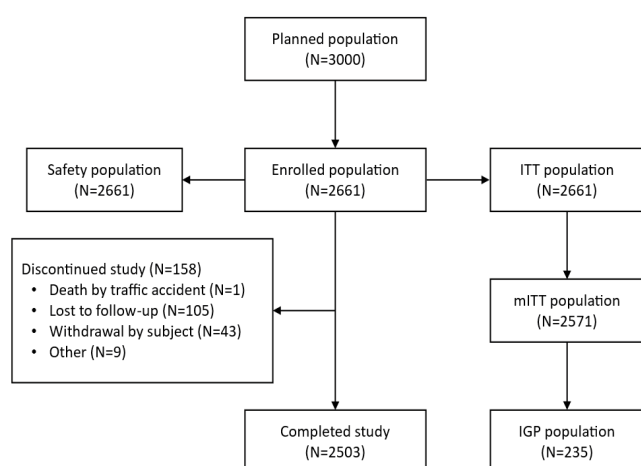 Planned population
(N=3000)
Safety population
(N=2661)
Enrolled population
(N=2661)
ITT population
(N=2661)
Discontinued study (N=158)
• Death by traffic accident (N=1)
• Lost to follow-up (N=105)
• Withdrawal by subject (N=43)
• Other (N=9)
mITT population
(N=2571)
Completed study
(N=2503)
IGP population
(N=235)